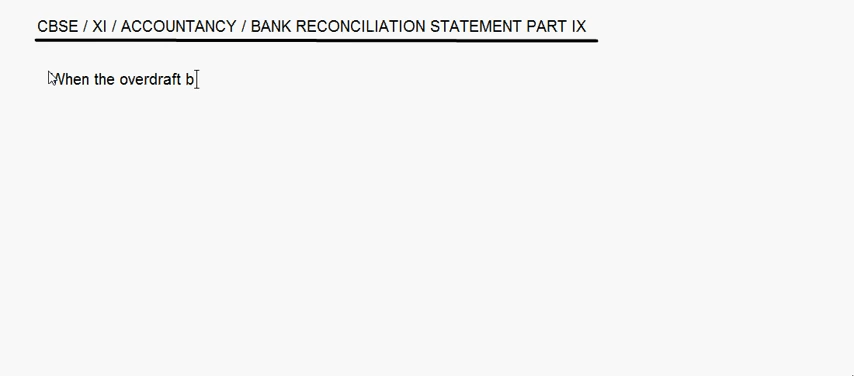 CBSE / XI / ACCOUNTANCY / BANK RECONCILIATION STATEMENT PART IX
When the overdraft b